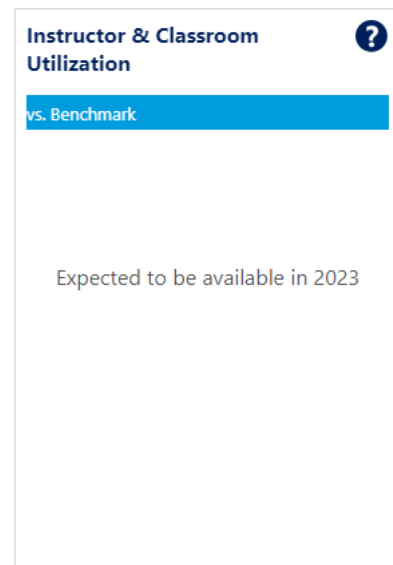 Instructor & Classroom
Utilization
?
vs. Benchmark
Expected to be available in 2023